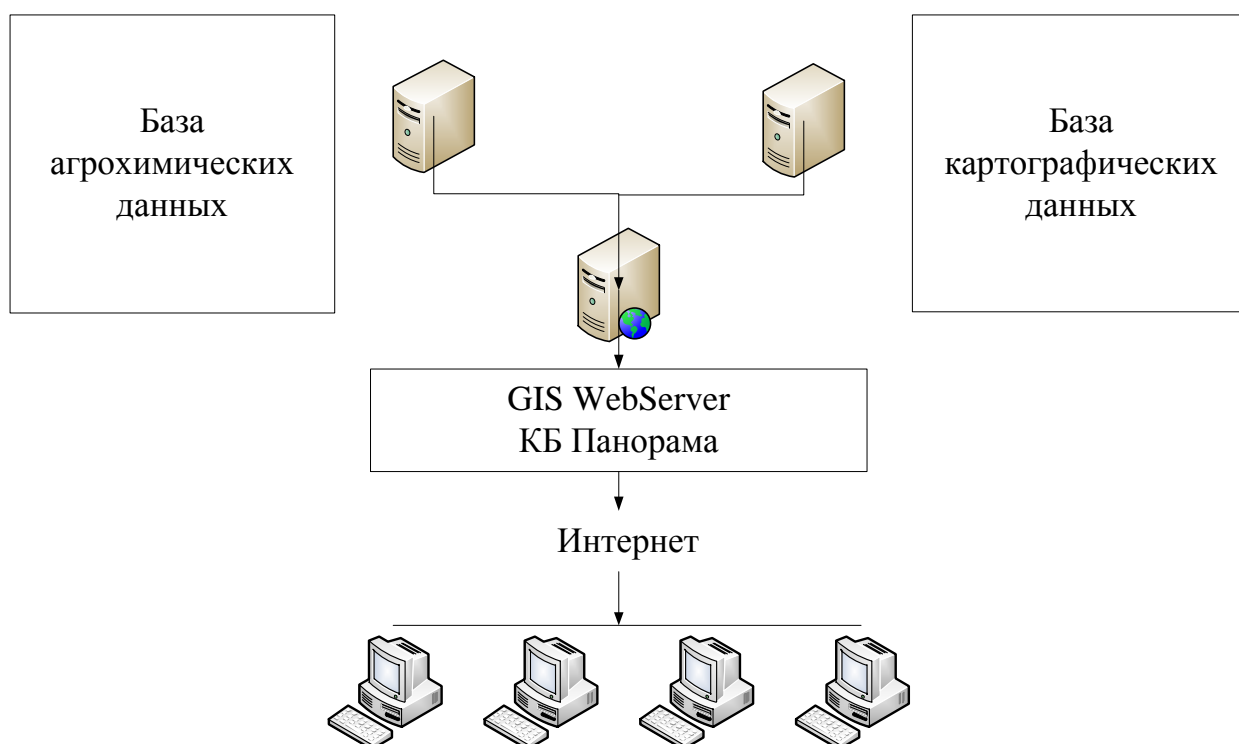 База
агрохимических
данных
База
картографических
данных
GIS WebServer
КБ Панорама
Интернет